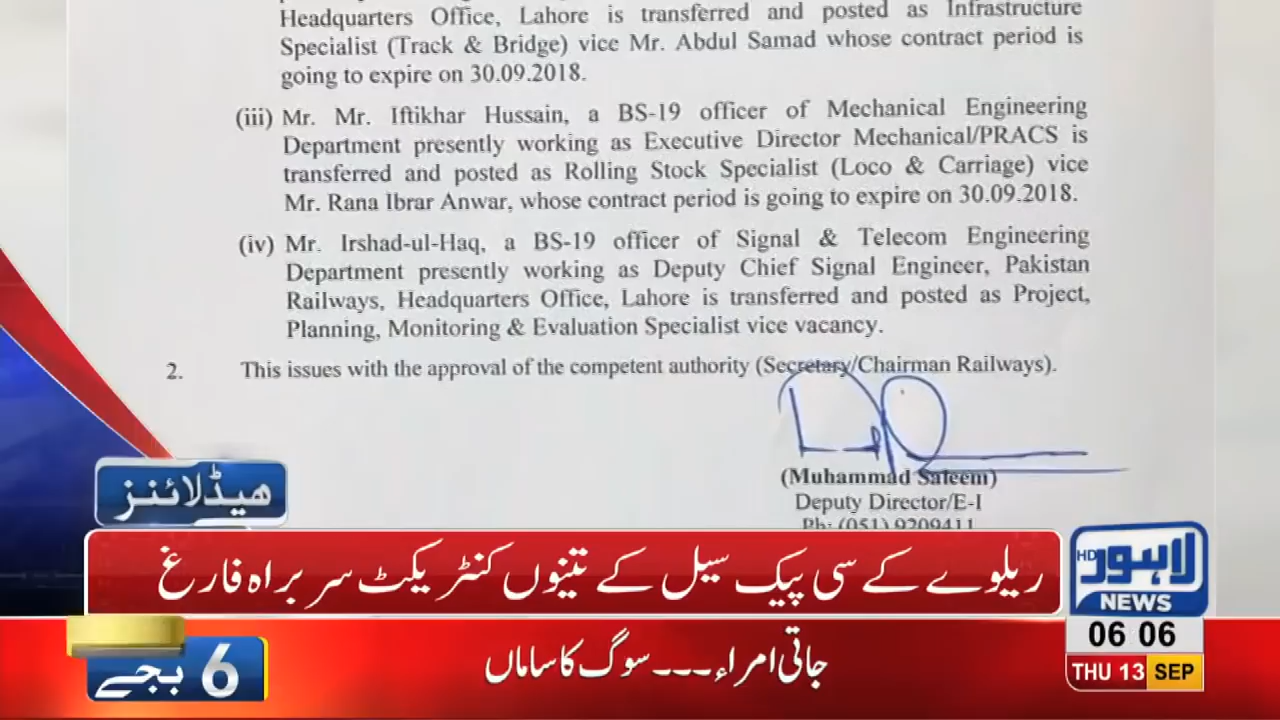 Headquarters Office, Lahore is transferred and posted as Infrastructure
Specialist (Track & Bridge) vice Mr. Abdul Samad whose contract period is
going to expire on 30.09.2018.
(iii) Mr. Mr. Iftikhar Hussain, a BS-19 officer of Mechanical Engineering
Department presently working as Executive Director Mechanical/PRACS is
transferred and posted as Rolling Stock Specialist (Loco & Carriage) vice
Mr. Rana Ibrar Anwar, whose contract period is going to expire on 30.09.2018.
(iv) Mr. Irshad-ul-Haq, a BS-19 officer of Signal & Telecom Engineering
Department presently working as Deputy Chief Signal Engineer, Pakistan
Railways, Headquarters Office, Lahore is transferred and posted as Project,
Planning, Monitoring & Evaluation Specialist vice vacancy.
2. This issues with the approval of the competent authority (Secretary/Chairman Railways).
(Muhammad Saleem)
Deputy Director/E-I
Ph: (051) 9209411
ھیڈلائنز
ریلوے کے سی پیک سیل کے تینوں کنٹریکٹ سربراہ فارغ
HD لاہور
NEWS
06 06
THU 13 SEP
6 بجے
جاتی امراء۔۔۔سوگ کا ساماں